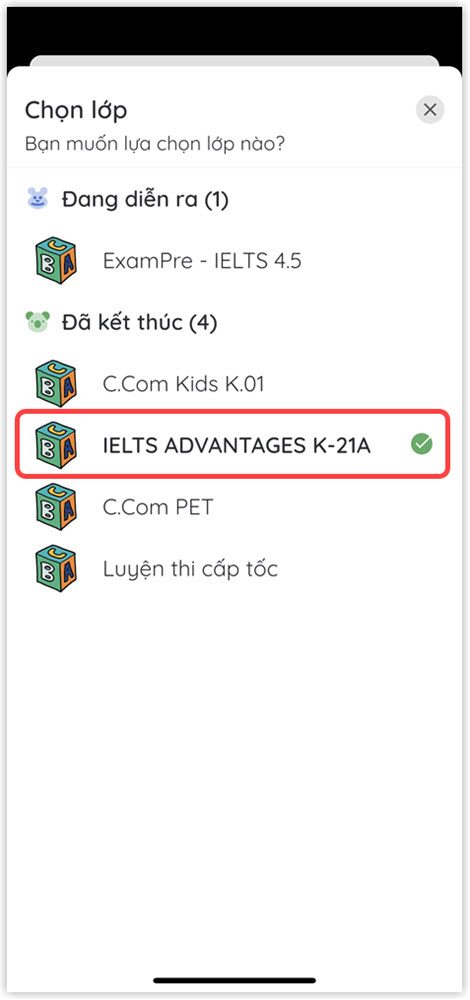 Chọn lớp
Bạn muốn lựa chọn lớp nào?
Đang diễn ra (1)
C
B A
ExamPre - IELTS 4.5
Đã kết thúc (4)
C
B A
C.Com Kids K.01
C
B A
IELTS ADVANTAGES K-21A
C
B A
C.Com PET
C
B A
Luyện thi cấp tốc